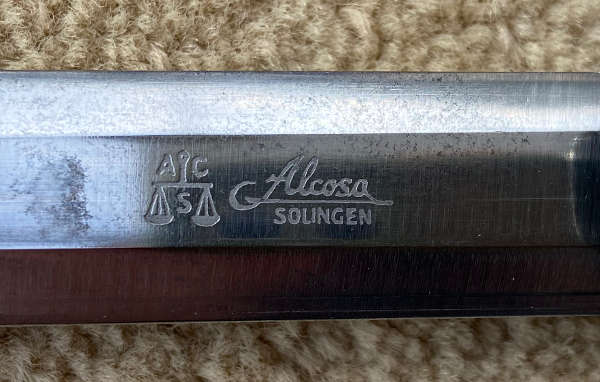 A C
S
Alcosa
SOLINGEN